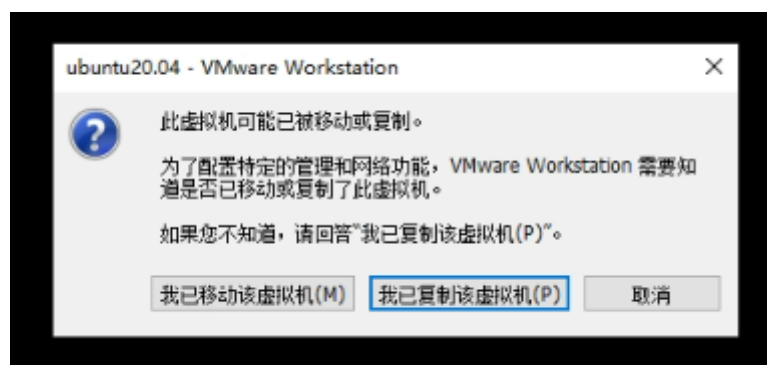 ubuntu20.04 - VMware Workstation
此虚拟机可能已被移动或复制。
为了配置特定的管理和网络功能，VMware Workstation 需要知
道是否已移动或复制了此虚拟机。
如果您不知道，请回答“我已复制该虚拟机(P)”。
我已移动该虚拟机(M) 我已复制该虚拟机(P) 取消